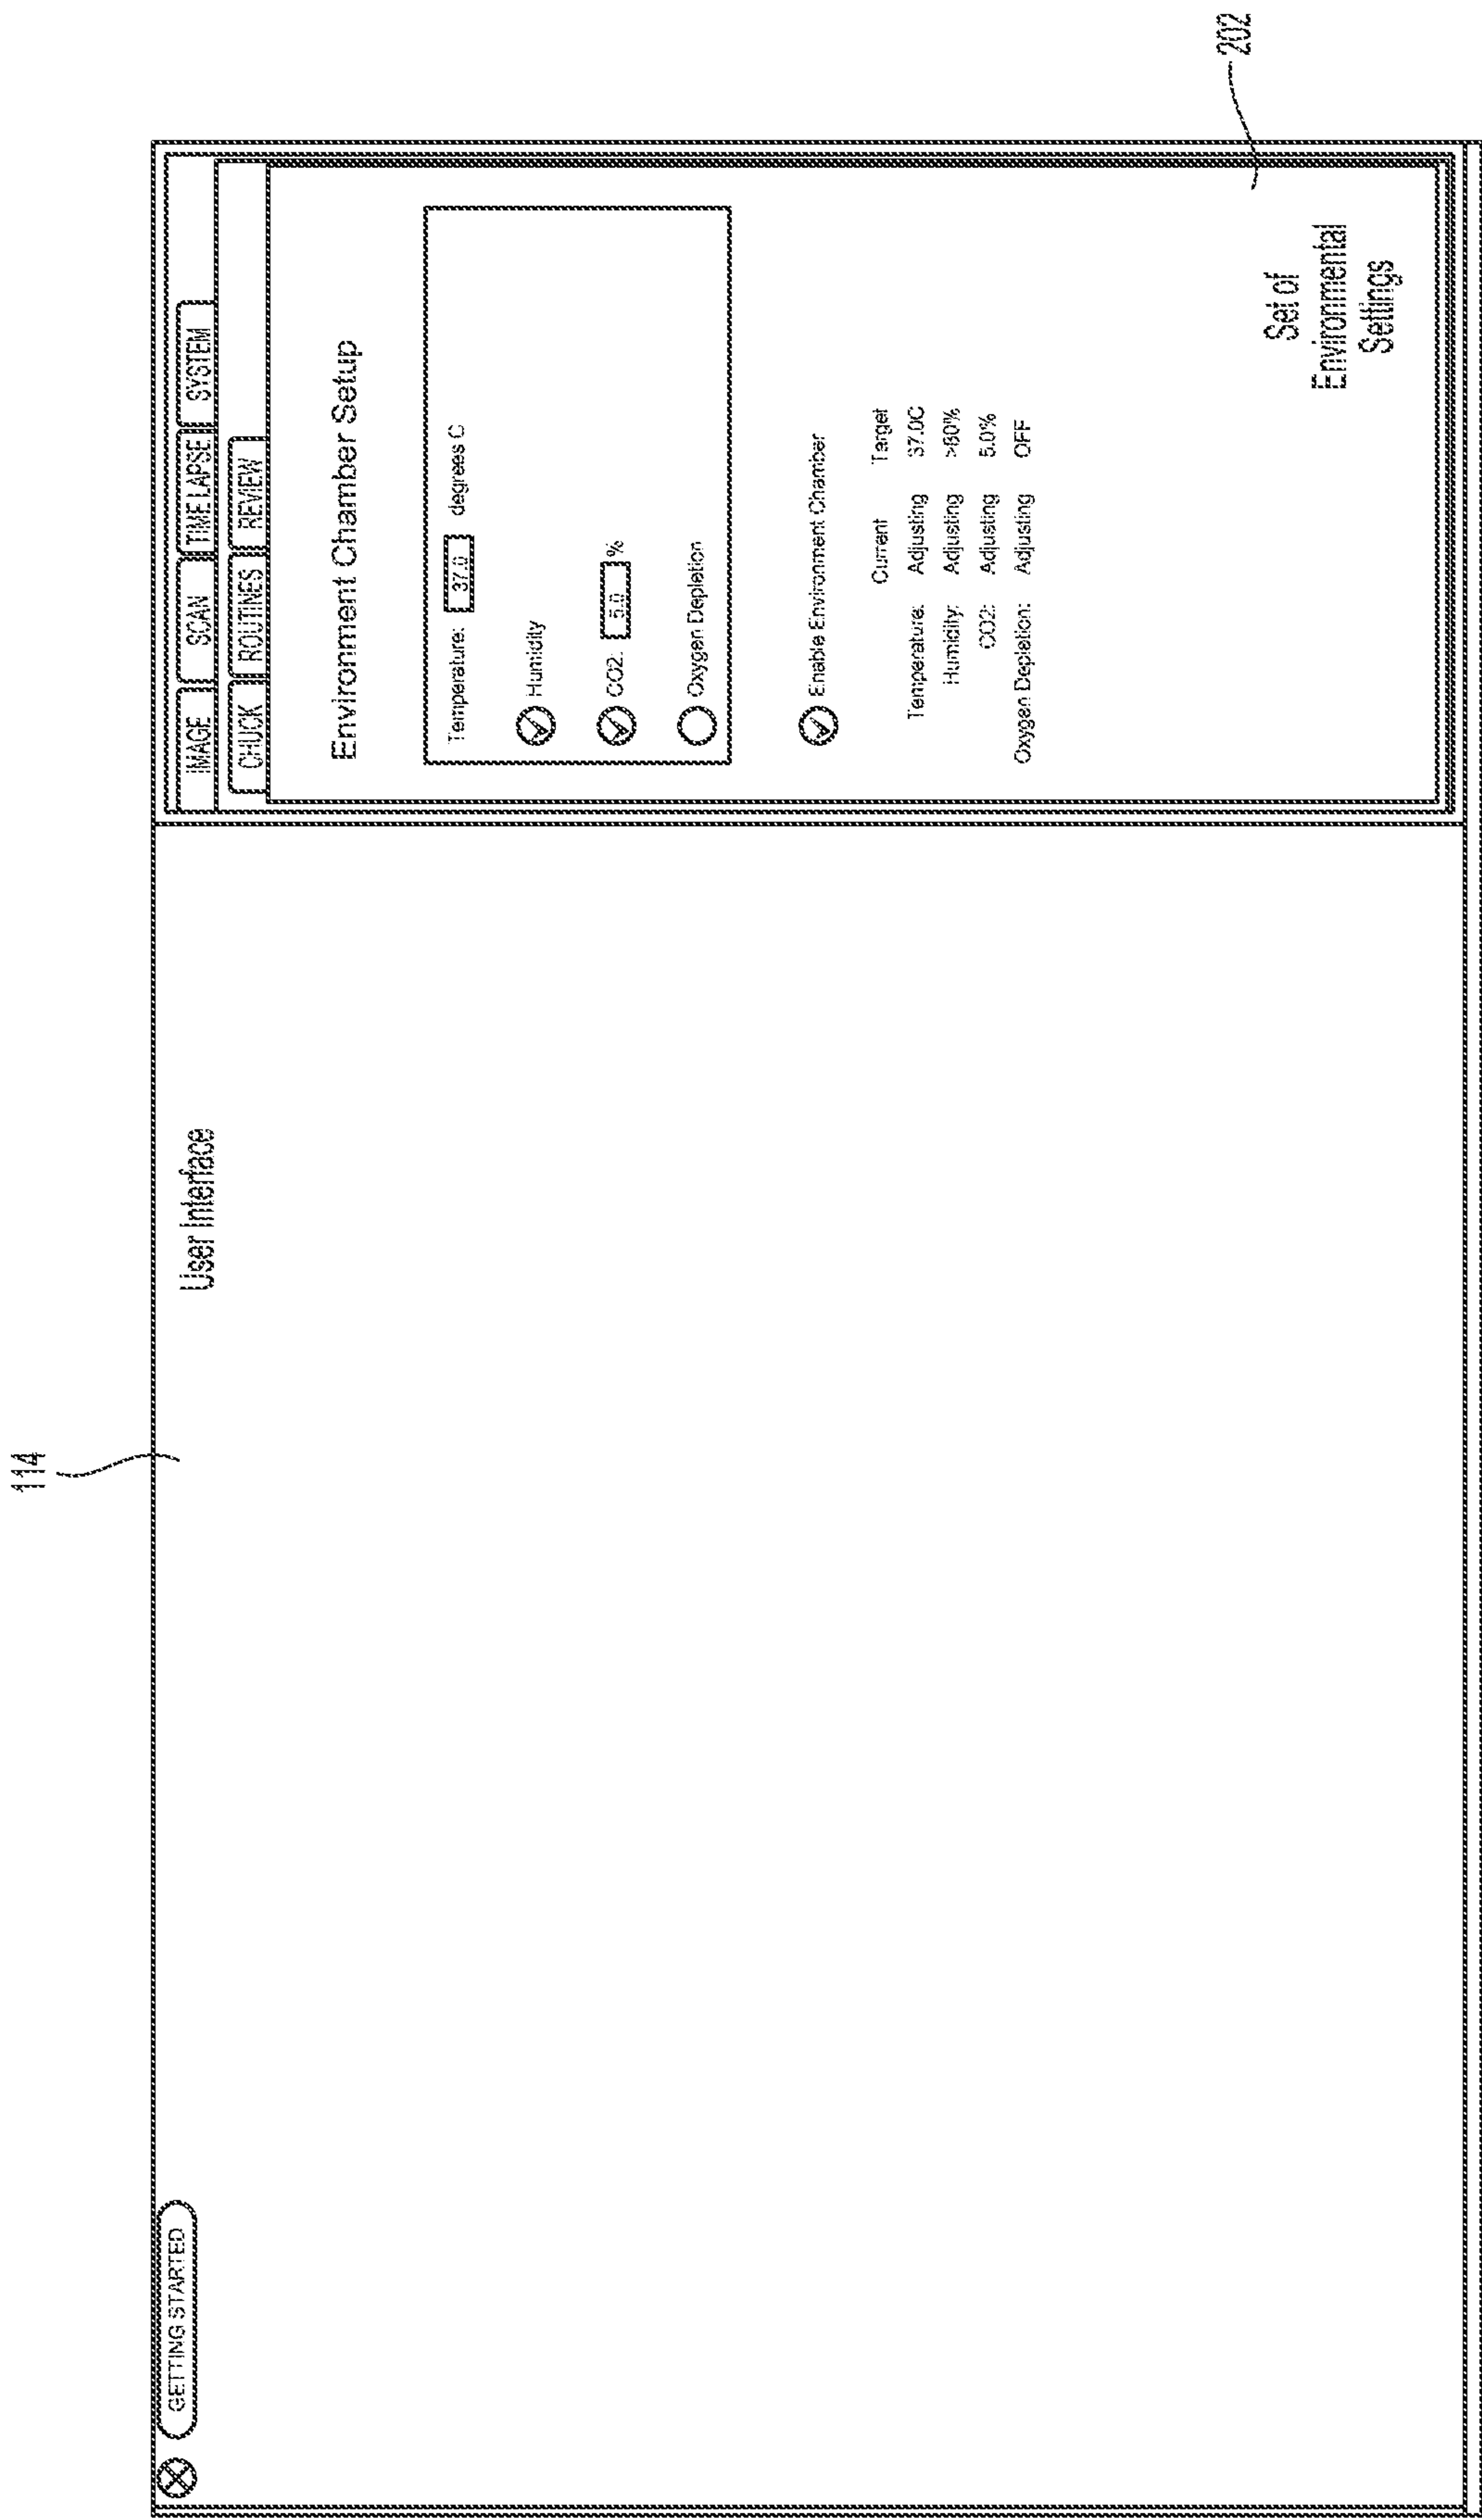 114
GETTING STARTED
User Interface
IMAGE SCAN TIME LAPSE SYSTEM
CHUCK ROUTINES REVIEW
Environment Chamber Setup
Temperature: 37.0 degrees C
Humidity
CO2: 5.0 %
Oxygen Depletion
Enable Environment Chamber
Current Target
Temperature: Adjusting 37.0C
Humidity: Adjusting >80%
CO2: Adjusting 5.0%
Oxygen Depletion: Adjusting OFF
Set of
Environmental
Settings
202